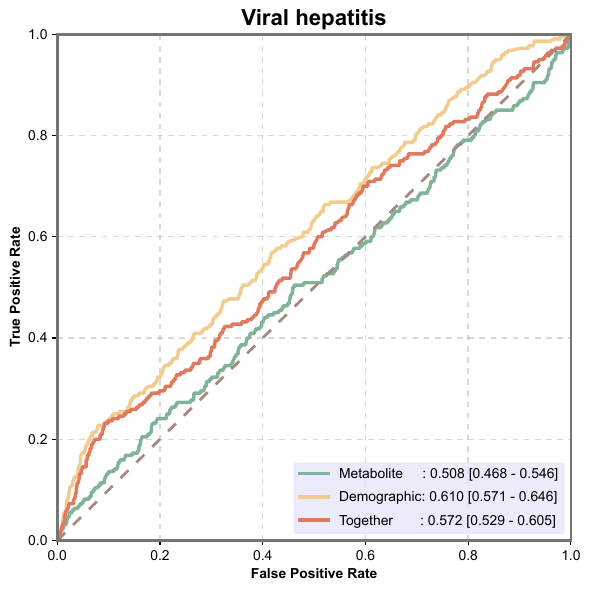 Viral hepatitis
1.0
0.8
0.6
0.4
0.2
0.0
True Positive Rate
Metabolite : 0.508 [0.468 - 0.546]
Demographic: 0.610 [0.571 - 0.646]
Together : 0.572 [0.529 - 0.605]
0.0 0.2 0.4 0.6 0.8 1.0
False Positive Rate